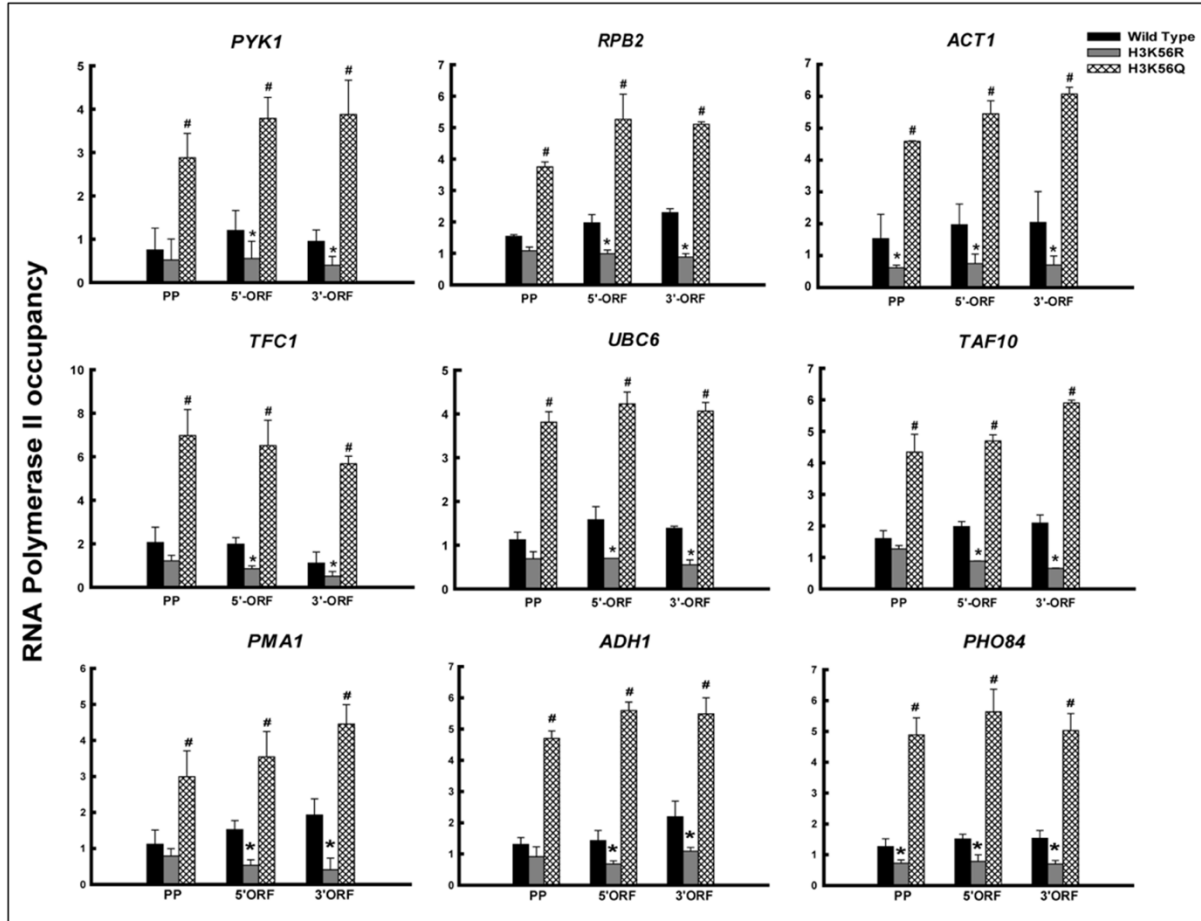 PYK1
RPB2
ACT1
Wild Type
H3K56R
H3K56Q
RNA Polymerase II occupancy
5
4
3
2
1
0
#
#
#
*
*
PP
5'-ORF
3'-ORF
7
6
5
4
3
2
1
0
#
#
#
*
*
PP
5'-ORF
3'-ORF
7
6
5
4
3
2
1
0
#
#
#
*
*
*
PP
5'-ORF
3'-ORF
TFC1
UBC6
TAF10
10
8
6
4
2
0
#
#
#
*
*
PP
5'-ORF
3'-ORF
5
4
3
2
1
0
#
#
#
*
*
PP
5'-ORF
3'-ORF
7
6
5
4
3
2
1
0
#
#
#
*
*
PP
5'-ORF
3'-ORF
PMA1
ADH1
PHO84
6
5
4
3
2
1
0
#
#
#
*
*
PP
5'ORF
3'ORF
7
6
5
4
3
2
1
0
#
#
#
*
*
PP
5'ORF
3'ORF
7
6
5
4
3
2
1
0
#
#
#
*
*
*
PP
5'ORF
3'ORF